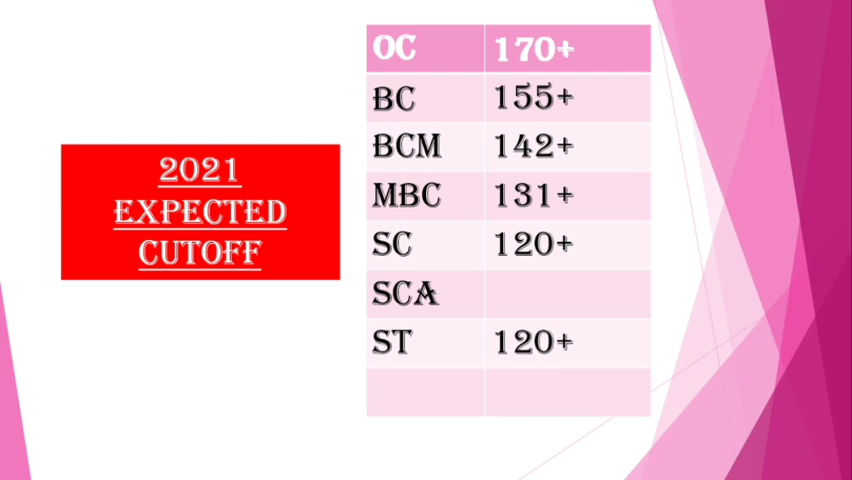 2021
EXPECTED
CUTOFF
OC 170+
BC 155+
BCM 142+
MBC 131+
SC 120+
SCA
ST 120+